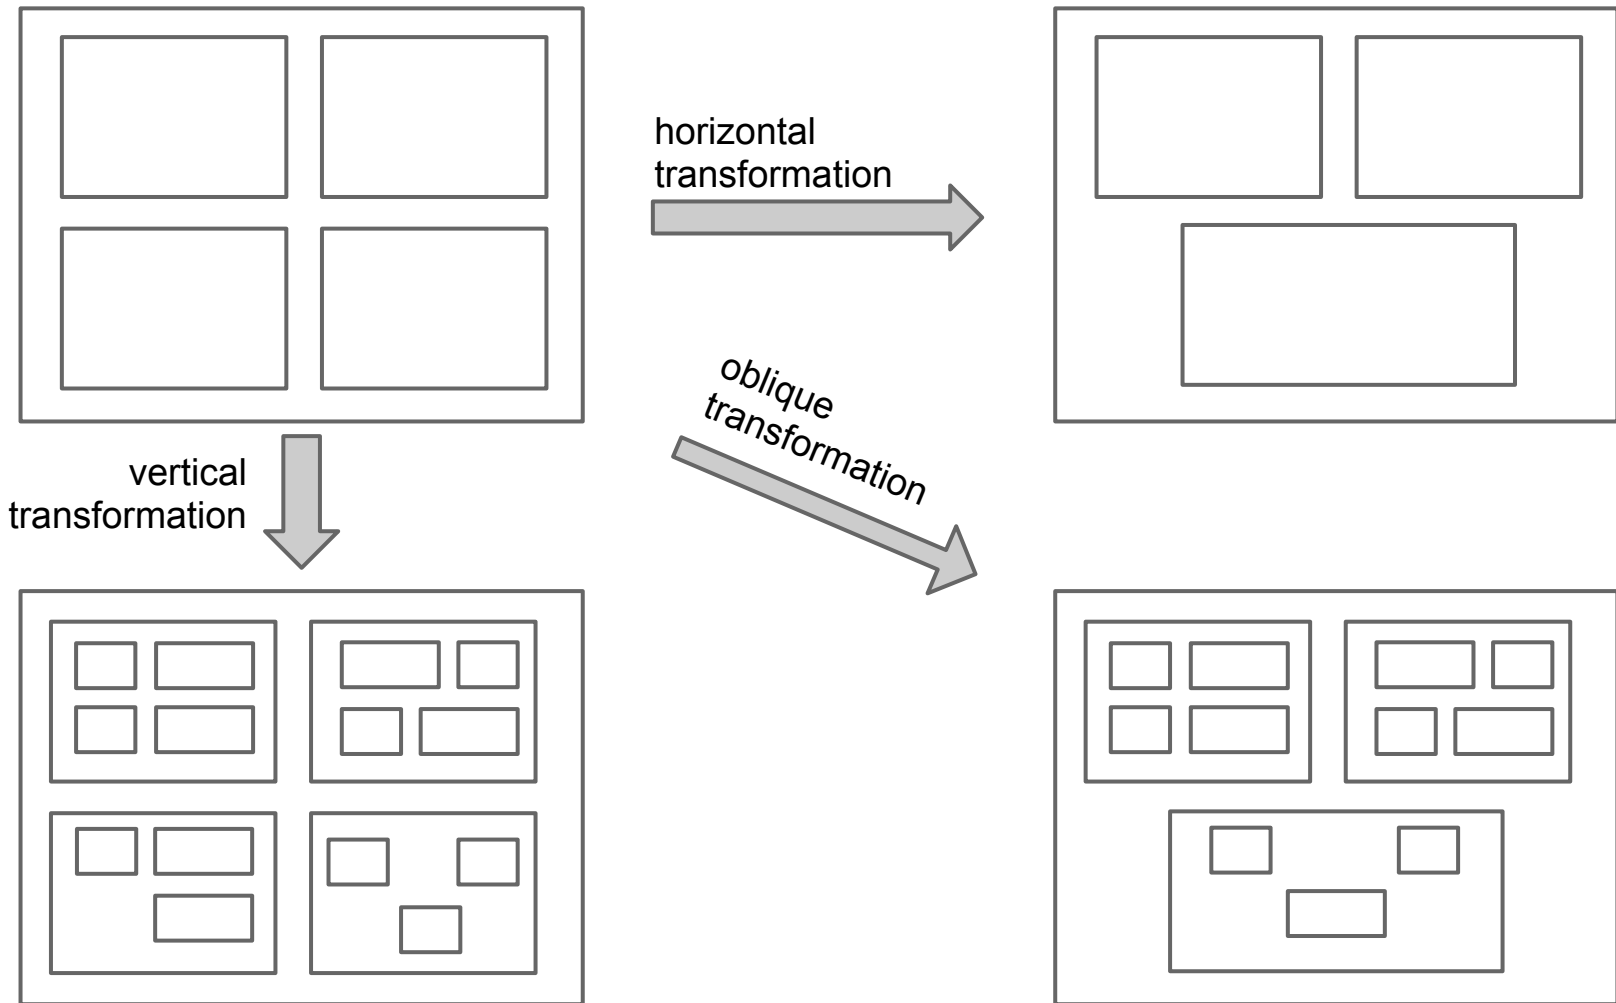 horizontal
transformation
oblique
transformation
vertical
transformation